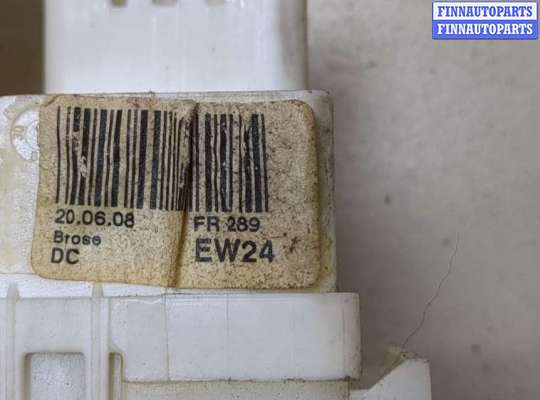 FINNAUTOPARTS
FINNAUTOPARTS
20.06.08
FR 289
Brose
EW24
DC